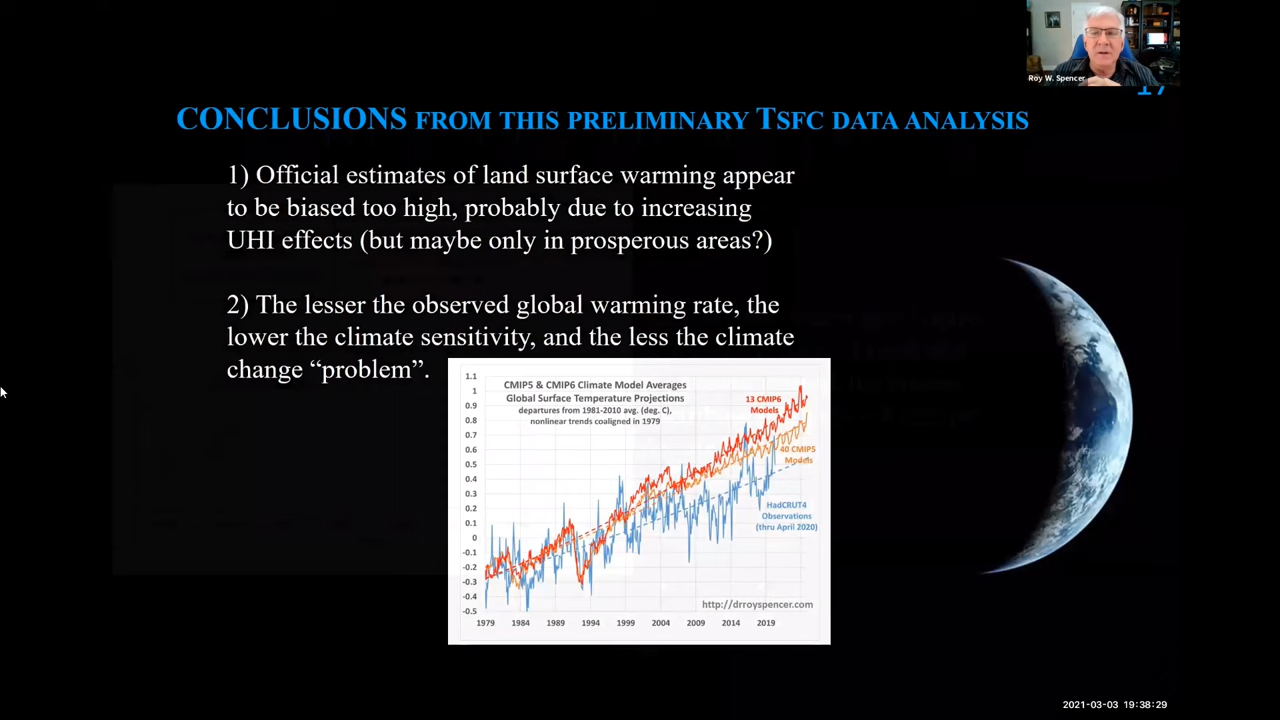 Roy W. Spencer
17
CONCLUSIONS FROM THIS PRELIMINARY TSFC DATA ANALYSIS
1) Official estimates of land surface warming appear
to be biased too high, probably due to increasing
UHI effects (but maybe only in prosperous areas?)
2) The lesser the observed global warming rate, the
lower the climate sensitivity, and the less the climate
change “problem”.
CMIP5 & CMIP6 Climate Model Averages
Global Surface Temperature Projections
departures from 1981-2010 avg. (deg. C),
nonlinear trends coaligned in 1979
13 CMIP6
Models
40 CMIP5
Models
HadCRUT4
Observations
(thru April 2020)
http://drroyspencer.com
1.1
1
0.9
0.8
0.7
0.6
0.5
0.4
0.3
0.2
0.1
0
-0.1
-0.2
-0.3
-0.4
-0.5
1979 1984 1989 1994 1999 2004 2009 2014 2019
2021-03-03 19:38:29